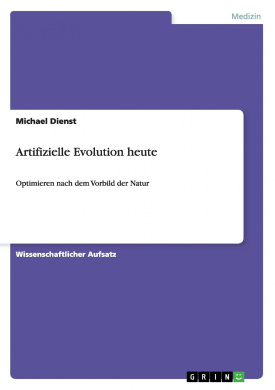 Medizin
Michael Dienst
Artifizielle Evolution heute
Optimieren nach dem Vorbild der Natur
Wissenschaftlicher Aufsatz
GRIN